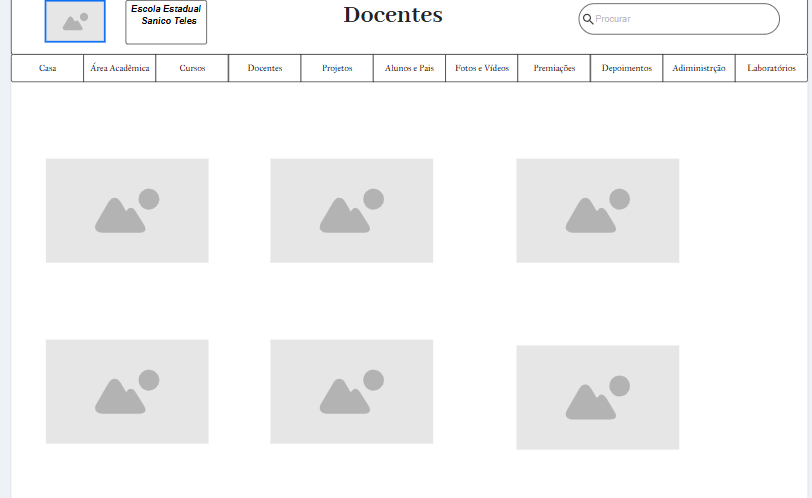 Escola Estadual
Sanico Teles
Docentes
Procurar
Casa
Área Acadêmica
Cursos
Docentes
Projetos
Alunos e Pais
Fotos e Vídeos
Premiações
Depoimentos
Adiministrção
Laboratórios